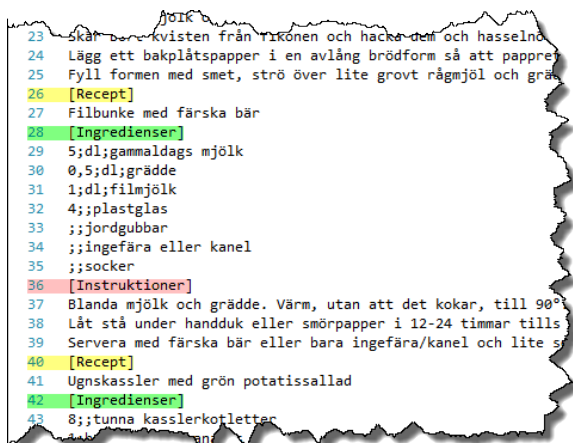 mjölk
23 kvisten från fikonen och hacka dem och
24 Lägg ett bakplåtspapper i en avlång brödform så att
25 Fyll formen med smet, strö över lite grovt rågmjöl och
26 [Recept]
27 Filbunke med färska bär
28 [Ingredienser]
29 5;dl;gammaldags mjölk
30 0,5;dl;grädde
31 1;dl;filmjölk
32 4;;plastglas
33 ;;jordgubbar
34 ;;ingefära eller kanel
35 ;;socker
36 [Instruktioner]
37 Blanda mjölk och grädde. Värm, utan att det kokar, till 90°
38 Låt stå under handduk eller smörpapper i 12-24 timmar tills
39 Servera med färska bär eller bara ingefära/kanel och lite
40 [Recept]
41 Ugnskassler med grön potatissallad
42 [Ingredienser]
43 8;;tunna kasslerkotletter